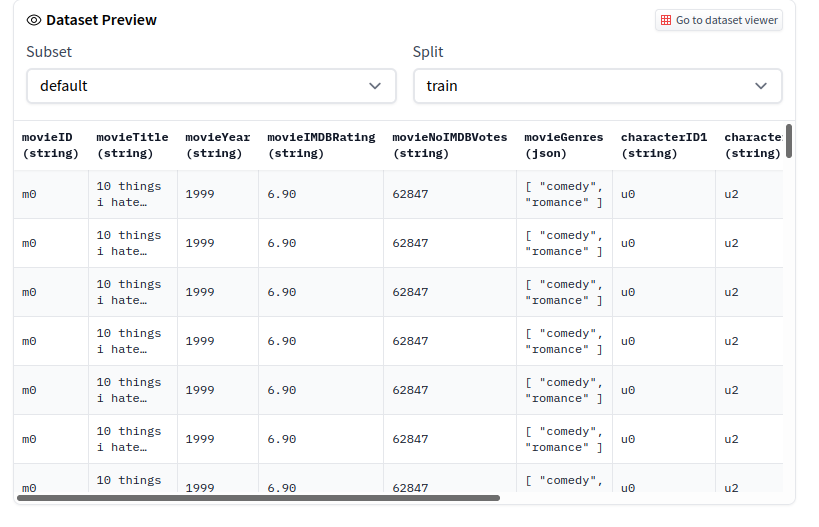 Dataset Preview
Go to dataset viewer
Subset
Split
default
train
movieID movieTitle movieYear movieIMDBRating movieNoIMDBVotes movieGenres characterID1 characte
(string) (string) (string) (string) (string) (json) (string) (string)
m0 10 things i hate… 1999 6.90 62847 [ "comedy", "romance" ] u0 u2
m0 10 things i hate… 1999 6.90 62847 [ "comedy", "romance" ] u0 u2
m0 10 things i hate… 1999 6.90 62847 [ "comedy", "romance" ] u0 u2
m0 10 things i hate… 1999 6.90 62847 [ "comedy", "romance" ] u0 u2
m0 10 things i hate… 1999 6.90 62847 [ "comedy", "romance" ] u0 u2
m0 10 things i hate… 1999 6.90 62847 [ "comedy", "romance" ] u0 u2
m0 10 things 1999 6.90 62847 [ "comedy", u0 u2